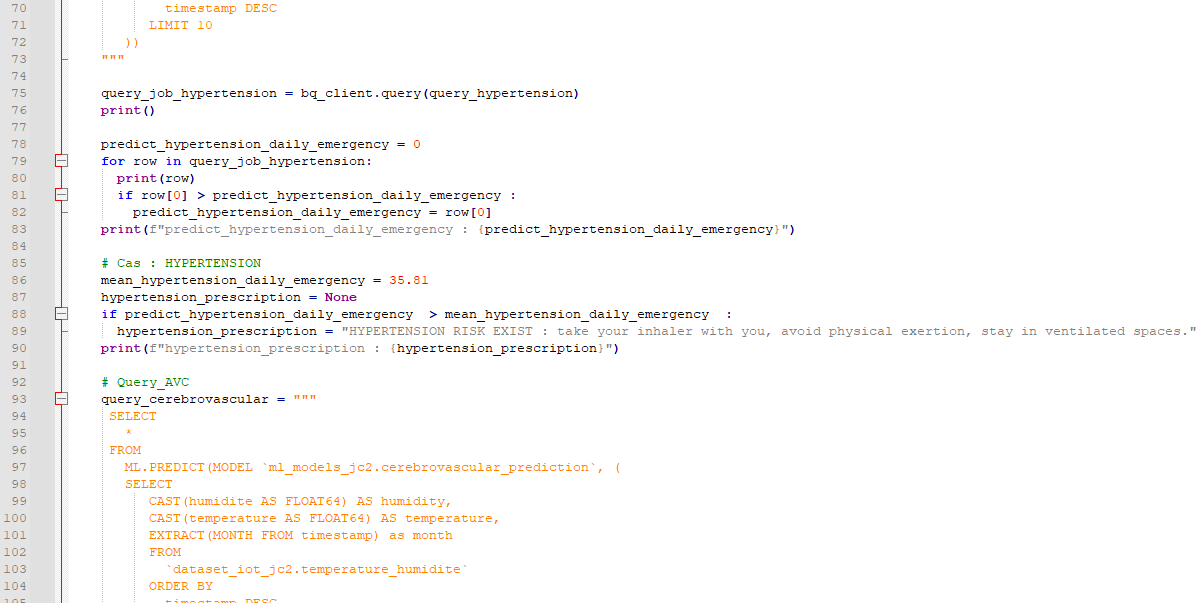 70 timestamp DESC
71 LIMIT 10
72 ))
73 """
74
75 query_job_hypertension = bq_client.query(query_hypertension)
76 print()
77
78 predict_hypertension_daily_emergency = 0
79 for row in query_job_hypertension:
80 print(row)
81 if row[0] > predict_hypertension_daily_emergency :
82 predict_hypertension_daily_emergency = row[0]
83 print(f"predict_hypertension_daily_emergency : {predict_hypertension_daily_emergency}")
84
85 # Cas : HYPERTENSION
86 mean_hypertension_daily_emergency = 35.81
87 hypertension_prescription = None
88 if predict_hypertension_daily_emergency  > mean_hypertension_daily_emergency  :
89 hypertension_prescription = "HYPERTENSION RISK EXIST : take your inhaler with you, avoid physical exertion, stay in ventilated spaces."
90 print(f"hypertension_prescription : {hypertension_prescription}")
91
92 # Query_AVC
93 query_cerebrovascular = """
94 SELECT
95 *
96 FROM
97 ML.PREDICT(MODEL `ml_models_jc2.cerebrovascular_prediction`, (
98 SELECT
99 CAST(humidite AS FLOAT64) AS humidity,
100 CAST(temperature AS FLOAT64) AS temperature,
101 EXTRACT(MONTH FROM timestamp) as month
102 FROM
103 `dataset_iot_jc2.temperature_humidite`
104 ORDER BY
105 timestamp DESC